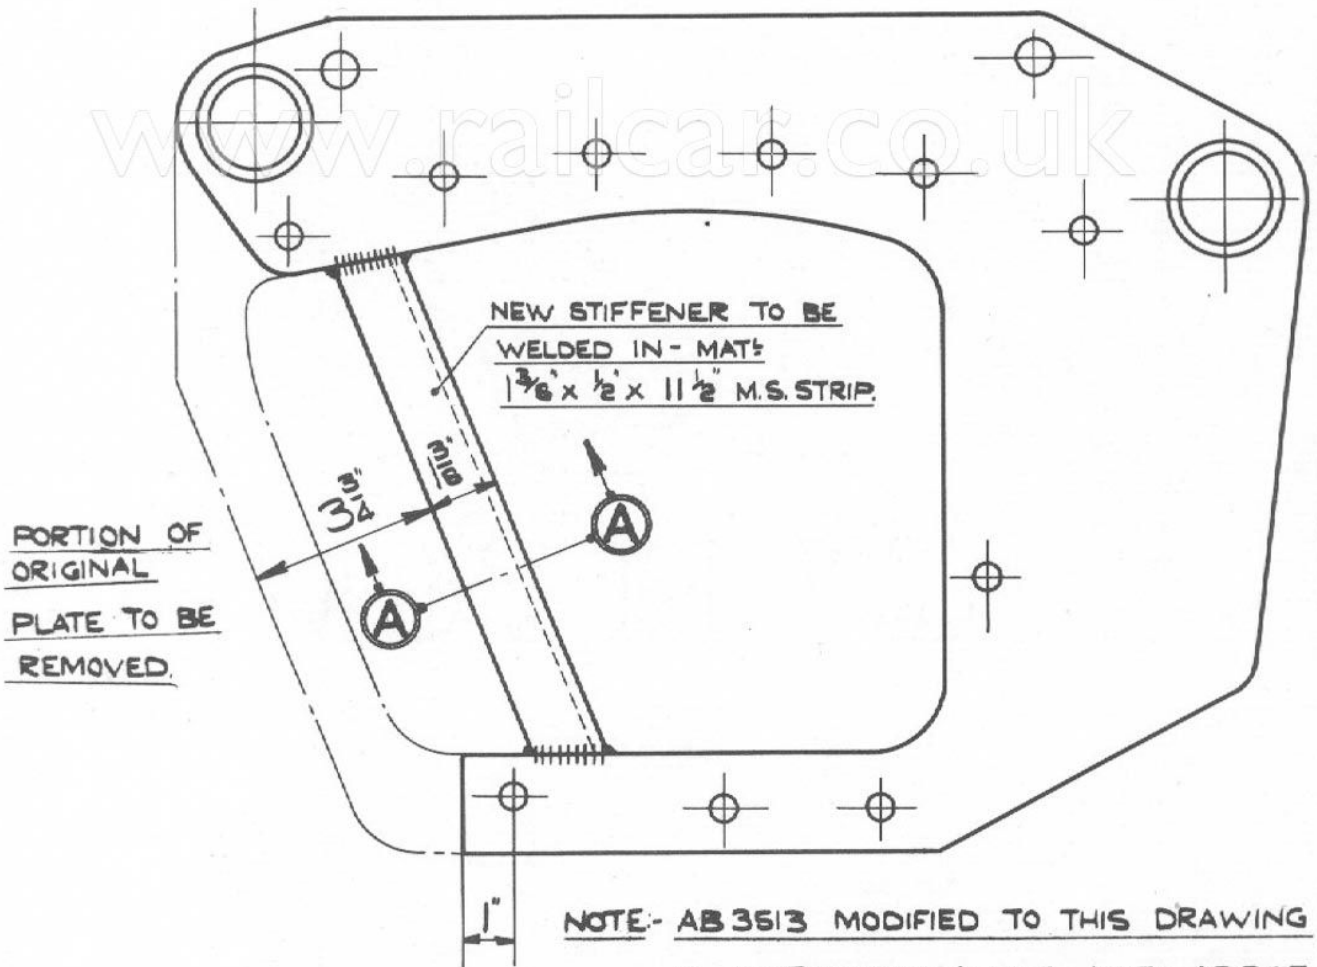 www.railcar.co.uk
NEW STIFFENER TO BE
WELDED IN - MATL
1 3/8" x 1/2" x 11 1/2" M.S. STRIP.
3/8"
3 3/4"
A
A
PORTION OF
ORIGINAL
PLATE TO BE
REMOVED.
1"
NOTE:- AB 3513 MODIFIED TO THIS DRAWING